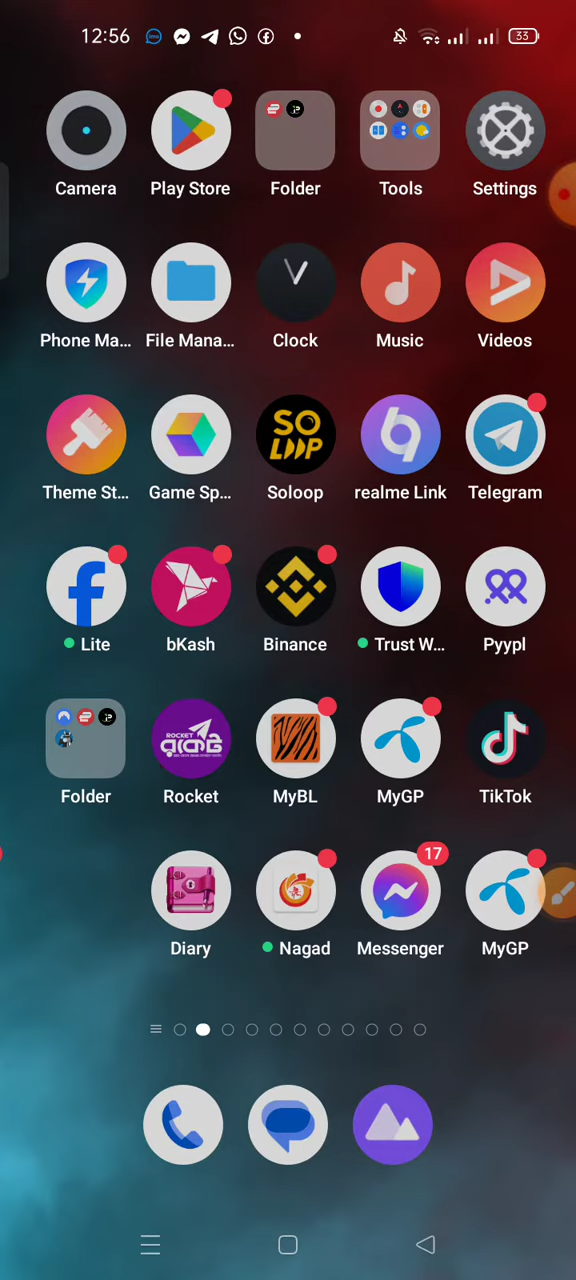 12:56
33
Camera
Play Store
Folder
Tools
Settings
Phone Ma...
File Mana...
Clock
Music
Videos
Theme St...
Game Sp...
SO
LOOP
Soloop
realme Link
Telegram
Lite
bKash
Binance
Trust W...
Pyypl
Folder
ROCKET
রকেট
Rocket
MyBL
MyGP
TikTok
Diary
Nagad
17
Messenger
MyGP